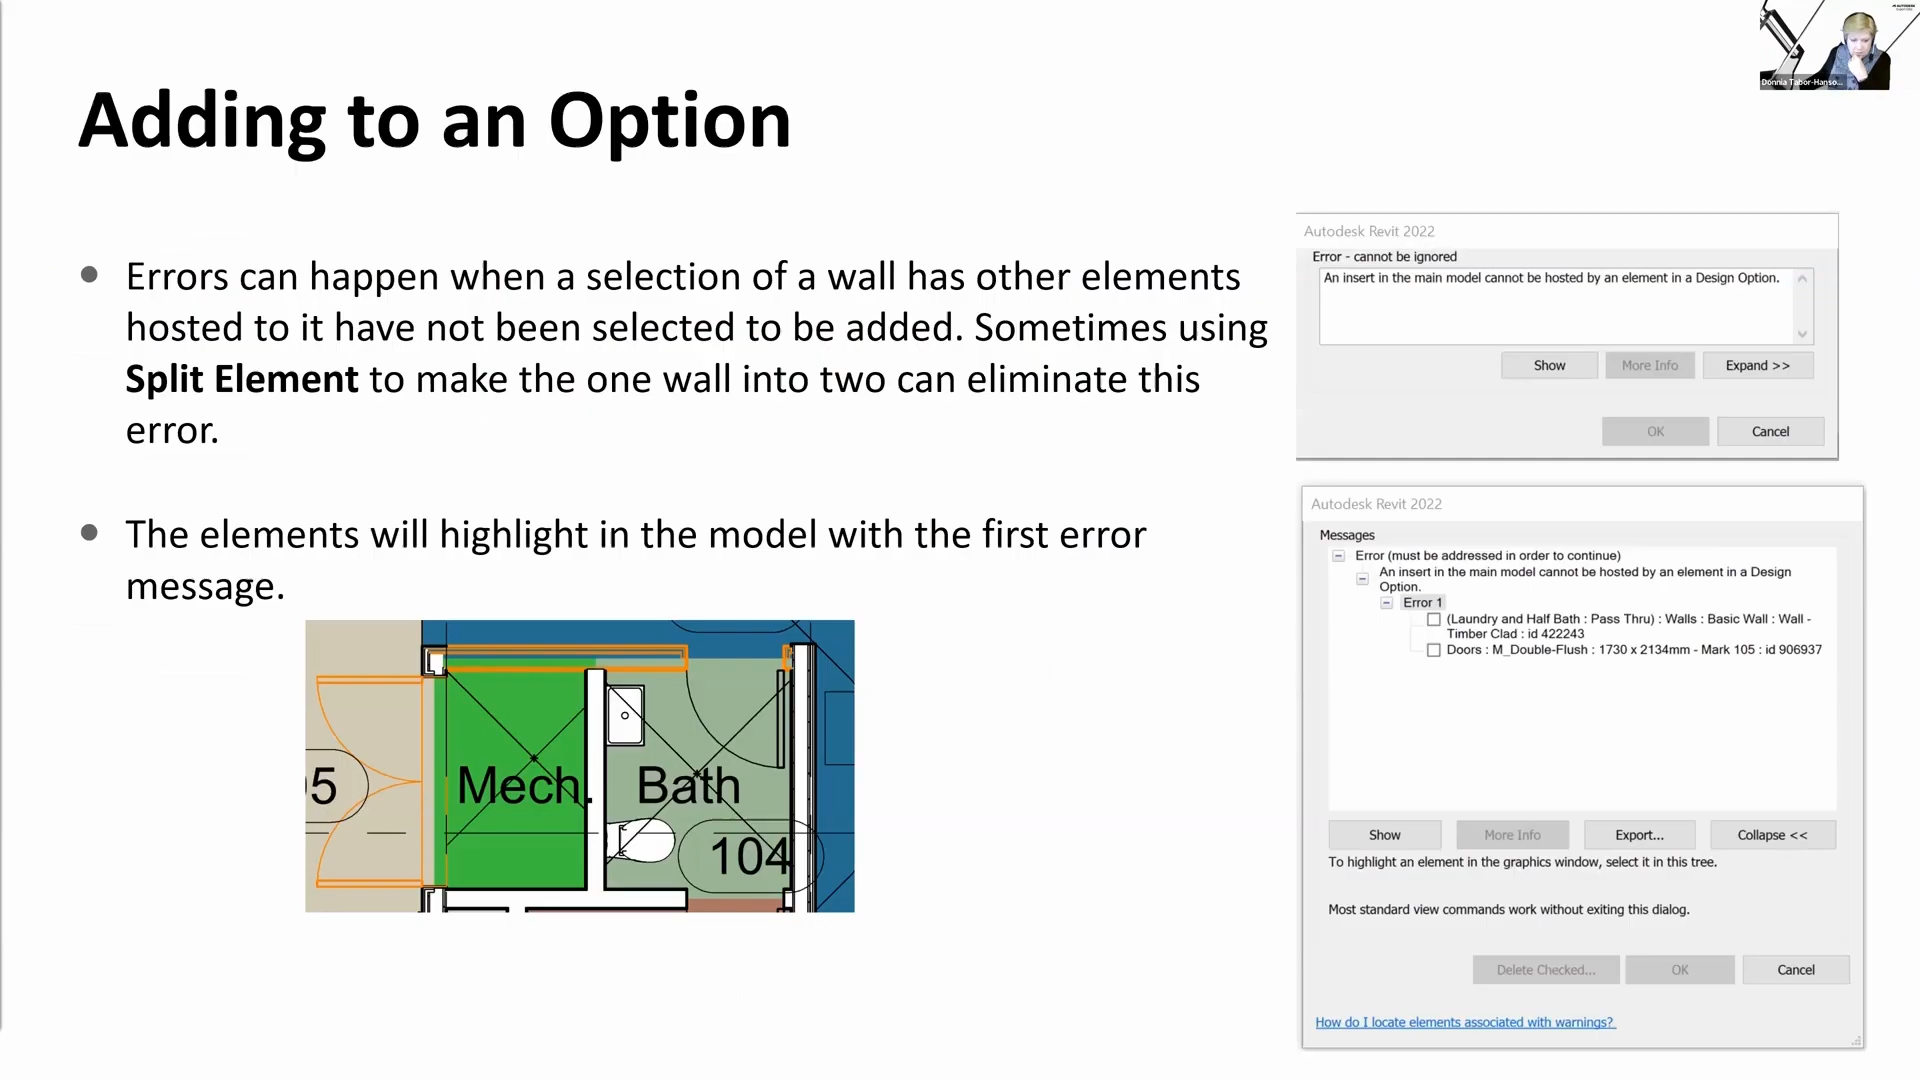 Adding to an Option
Errors can happen when a selection of a wall has other elements
hosted to it have not been selected to be added. Sometimes using
Split Element to make the one wall into two can eliminate this
error.
The elements will highlight in the model with the first error
message.
05
Mech.
Bath
104
Autodesk Revit 2022
Error - cannot be ignored
An insert in the main model cannot be hosted by an element in a Design Option.
Show
More Info
Expand >>
OK
Cancel
Autodesk Revit 2022
Messages
Error (must be addressed in order to continue)
An insert in the main model cannot be hosted by an element in a Design
Option.
Error 1
(Laundry and Half Bath : Pass Thru) : Walls : Basic Wall : Wall -
Timber Clad : id 422243
Doors : M_Double-Flush : 1730 x 2134mm - Mark 105 : id 906937
Show
More Info
Export...
Collapse <<
To highlight an element in the graphics window, select it in this tree.
Most standard view commands work without exiting this dialog.
Delete Checked...
OK
Cancel
How do I locate elements associated with warnings?
Donnia Tabor-Hanso...
AUTODESK